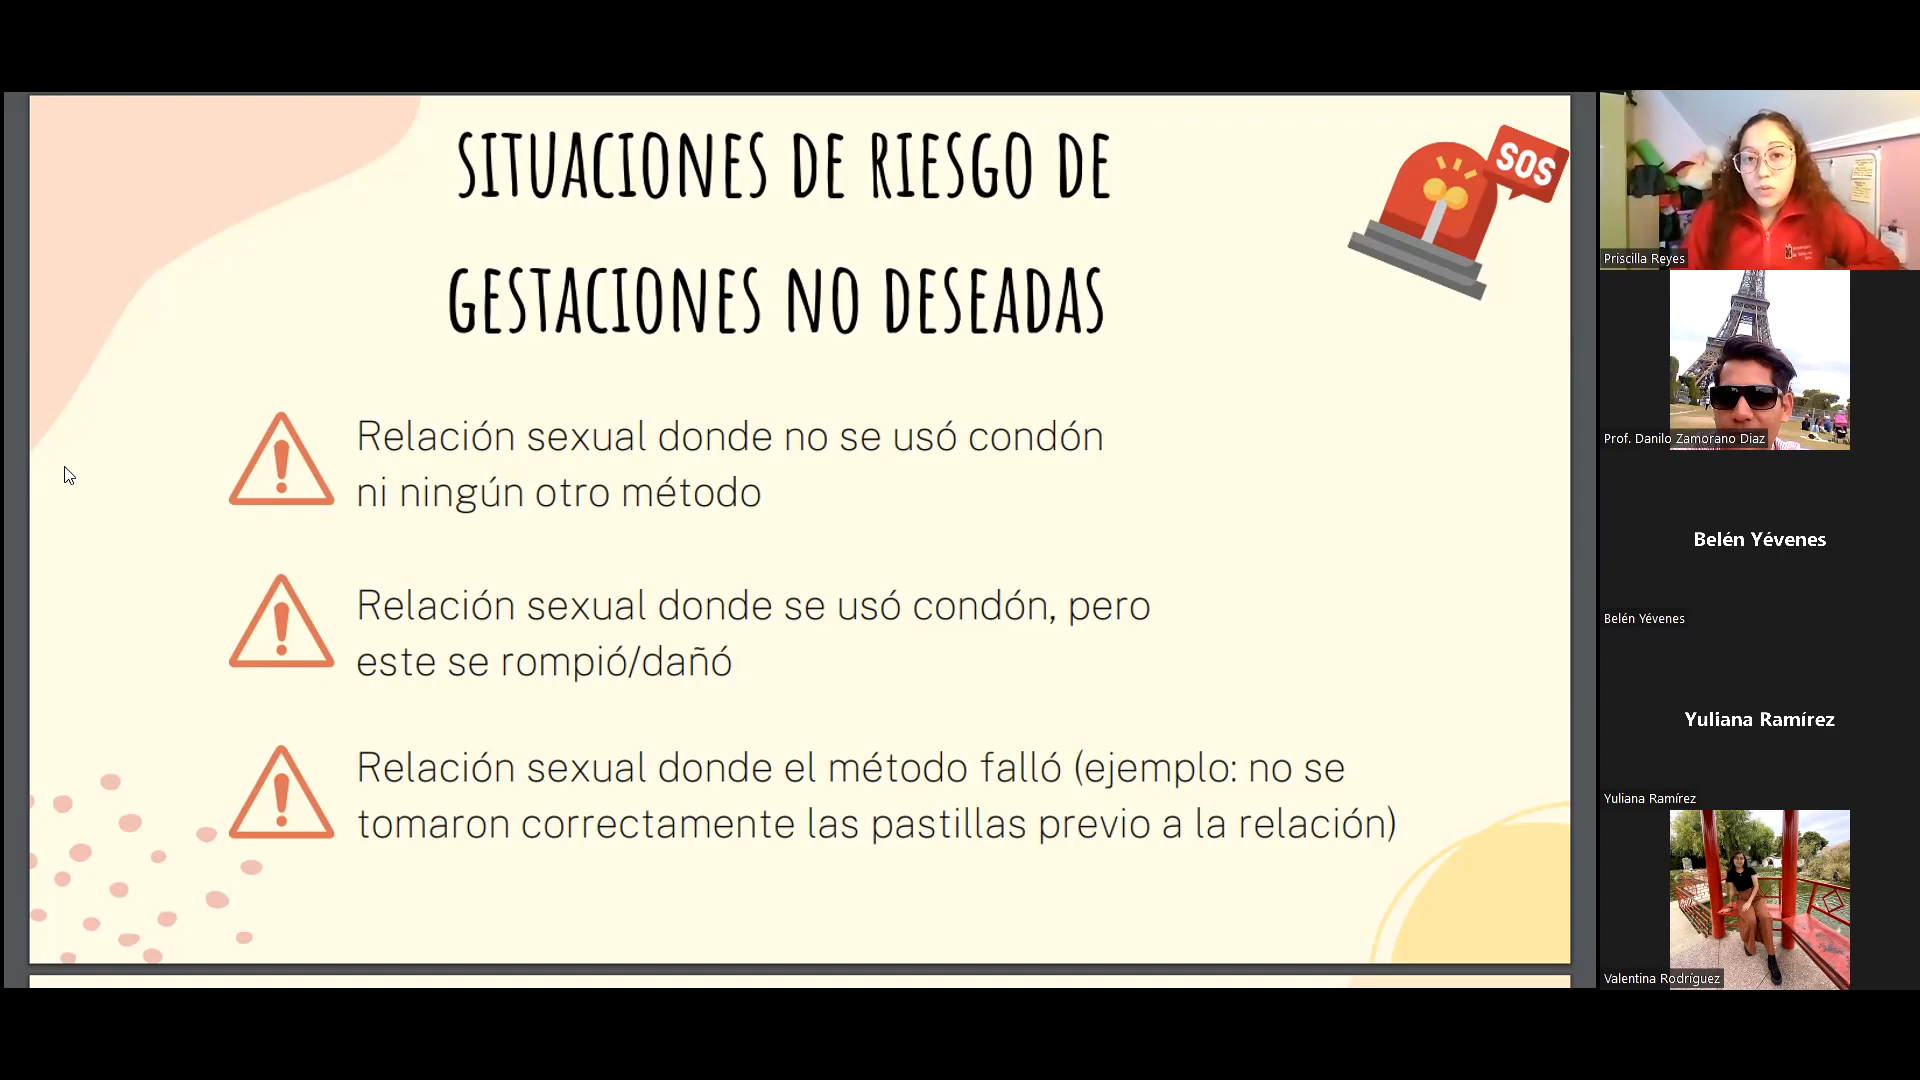 SITUACIONES DE RIESGO DE
GESTACIONES NO DESEADAS
SOS
Relación sexual donde no se usó condón
ni ningún otro método
Relación sexual donde se usó condón, pero
este se rompió/dañó
Relación sexual donde el método falló (ejemplo: no se
tomaron correctamente las pastillas previo a la relación)
Priscilla Reyes
Prof. Danilo Zamorano Diaz
Belén Yévenes
Belén Yévenes
Yuliana Ramírez
Yuliana Ramírez
Valentina Rodríguez